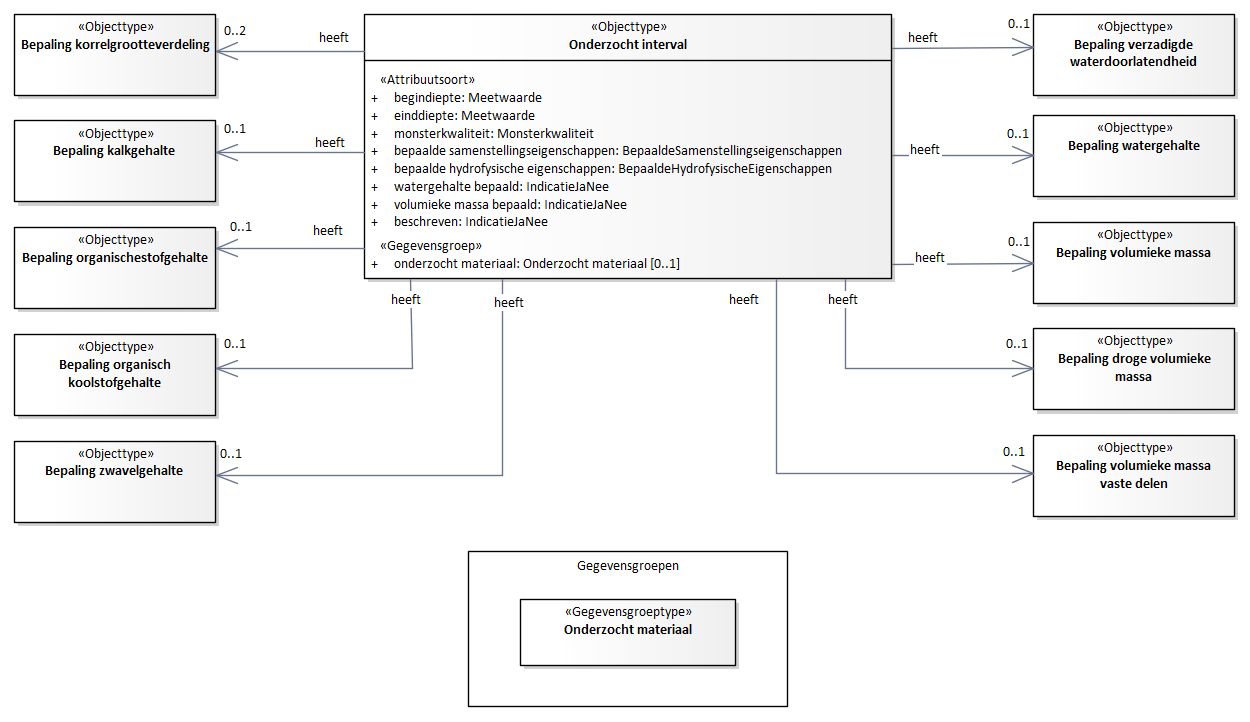 «Objecttype»
Bepaling korrelgrootteverdeling
0..2
heeft
«Objecttype»
Bepaling kalkgehalte
0..1
heeft
«Objecttype»
Bepaling organischestofgehalte
0..1
heeft
«Objecttype»
Bepaling organisch
koolstofgehalte
0..1
heeft
«Objecttype»
Bepaling zwavelgehalte
0..1
heeft
«Objecttype»
Onderzocht interval
«Attribuutsoort»
+ begindiepte: Meetwaarde
+ einddiepte: Meetwaarde
+ monsterkwaliteit: Monsterkwaliteit
+ bepaalde samenstellingseigenschappen: BepaaldeSamenstellingseigenschappen
+ bepaalde hydrofysische eigenschappen: BepaaldeHydrofysischeEigenschappen
+ watergehalte bepaald: IndicatieJaNee
+ volumieke massa bepaald: IndicatieJaNee
+ beschreven: IndicatieJaNee
«Gegevensgroep»
+ onderzocht materiaal: Onderzocht materiaal [0..1]
heeft
0..1
«Objecttype»
Bepaling verzadigde
waterdoorlatendheid
heeft
0..1
«Objecttype»
Bepaling watergehalte
heeft
0..1
«Objecttype»
Bepaling volumieke massa
heeft
0..1
«Objecttype»
Bepaling droge volumieke
massa
heeft
0..1
«Objecttype»
Bepaling volumieke massa
vaste delen
Gegevensgroepen
«Gegevensgroeptype»
Onderzocht materiaal